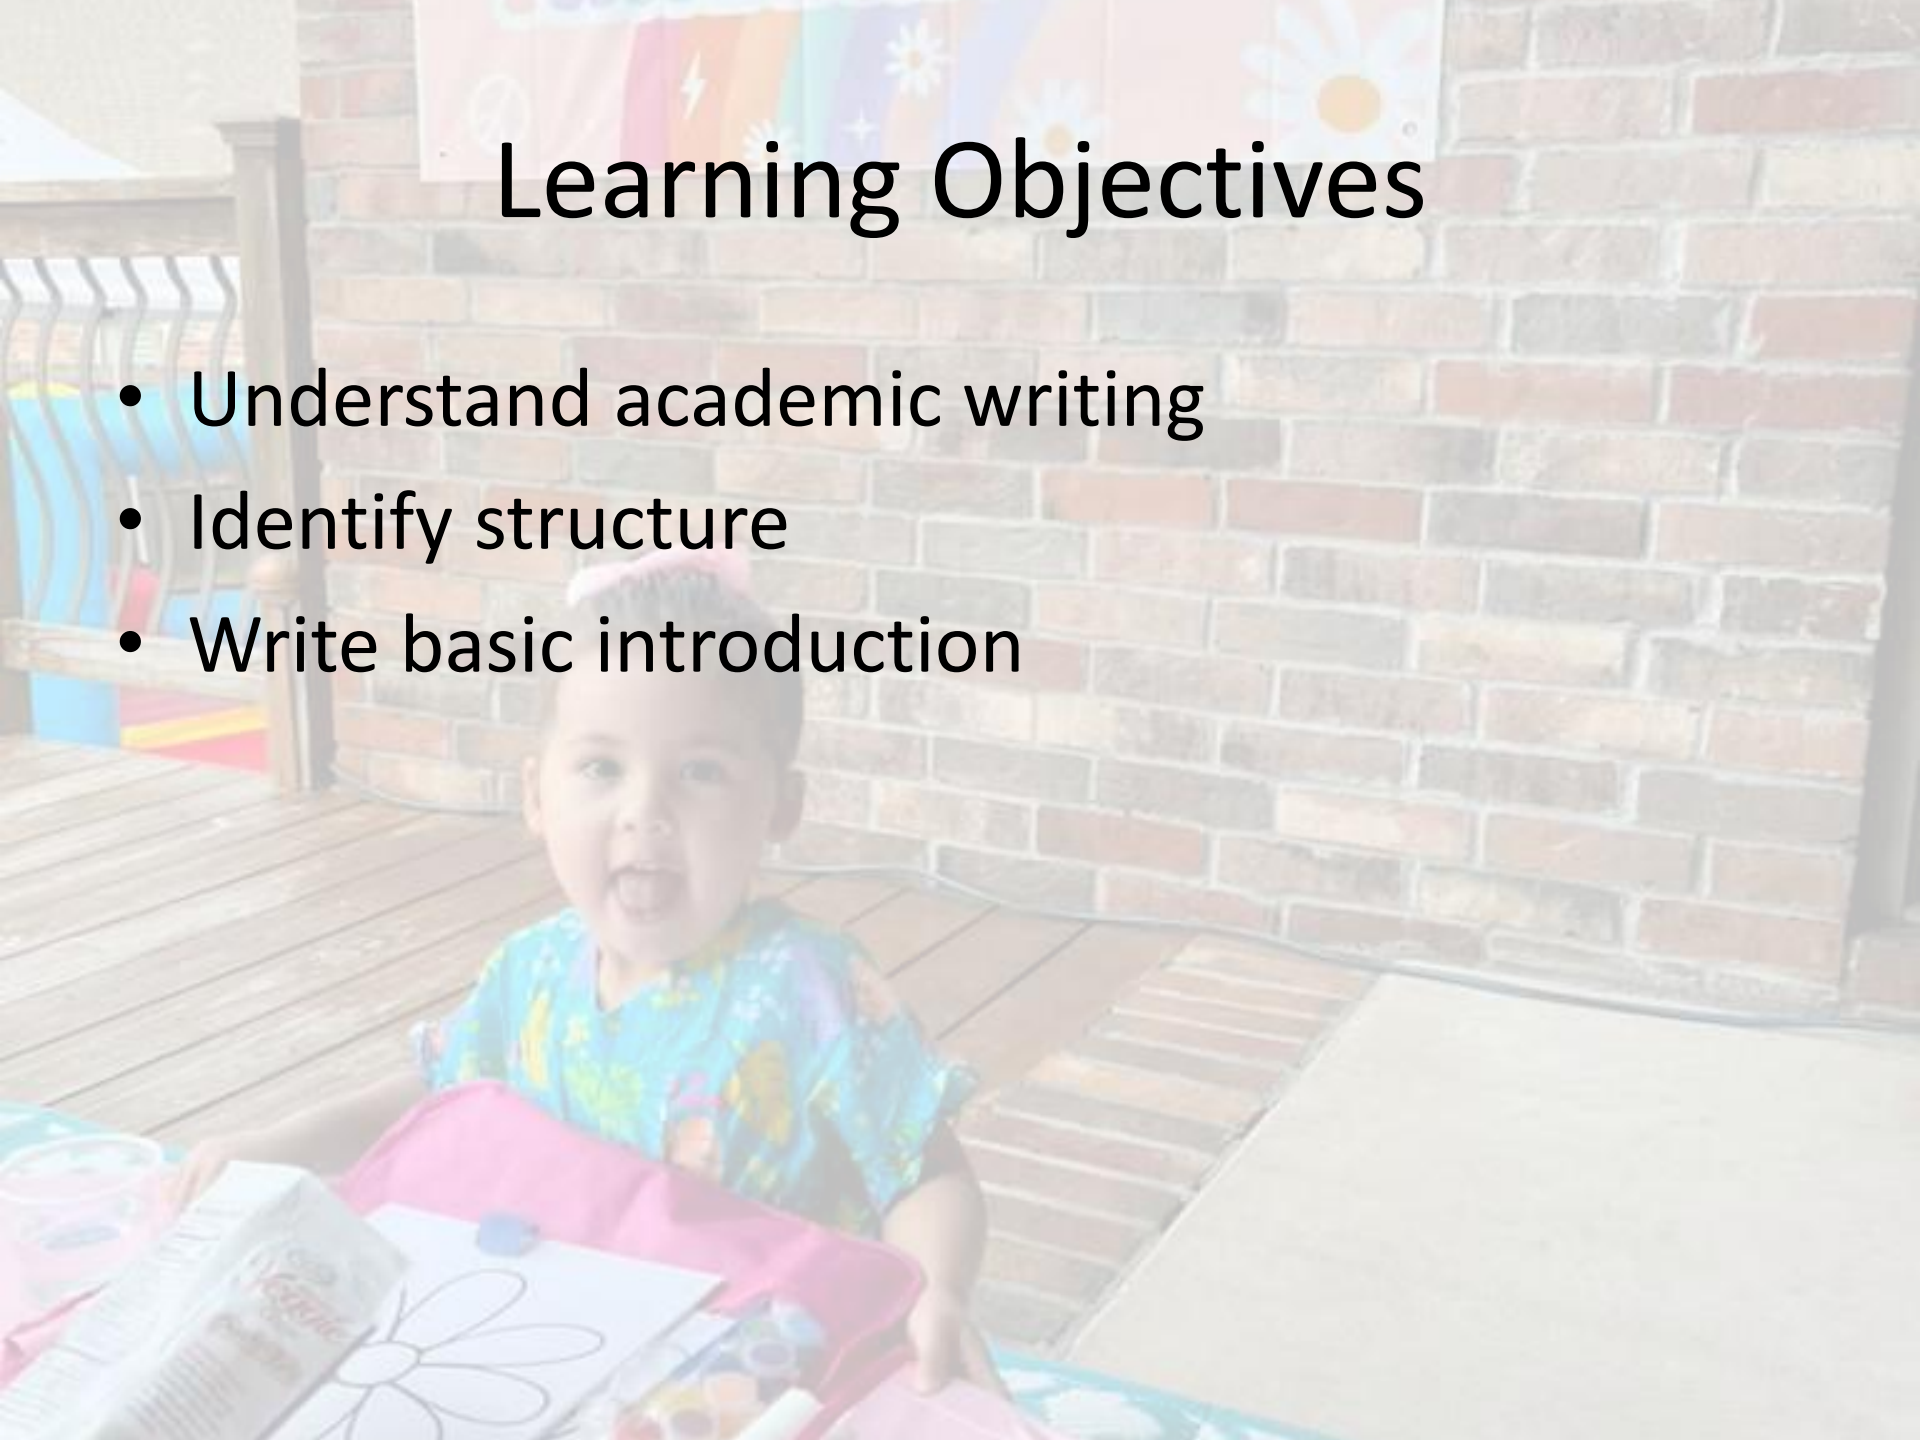 Learning Objectives
• Understand academic writing
• Identify structure
• Write basic introduction